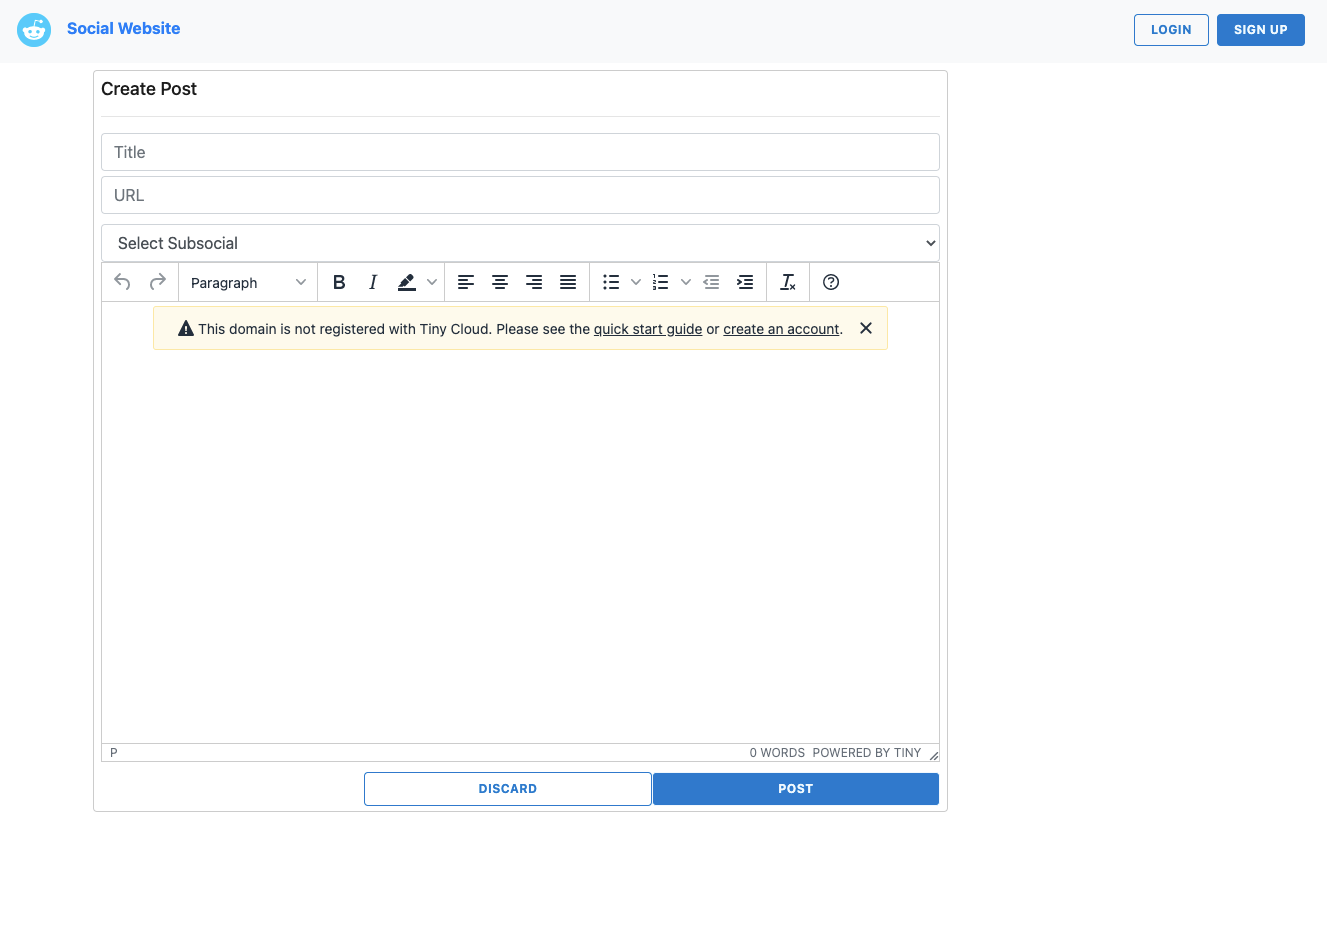 Social Website
LOGIN
SIGN UP
Create Post
Title
URL
Select Subsocial
Paragraph
This domain is not registered with Tiny Cloud. Please see the quick start guide or create an account.
P
0 WORDS POWERED BY TINY
DISCARD
POST